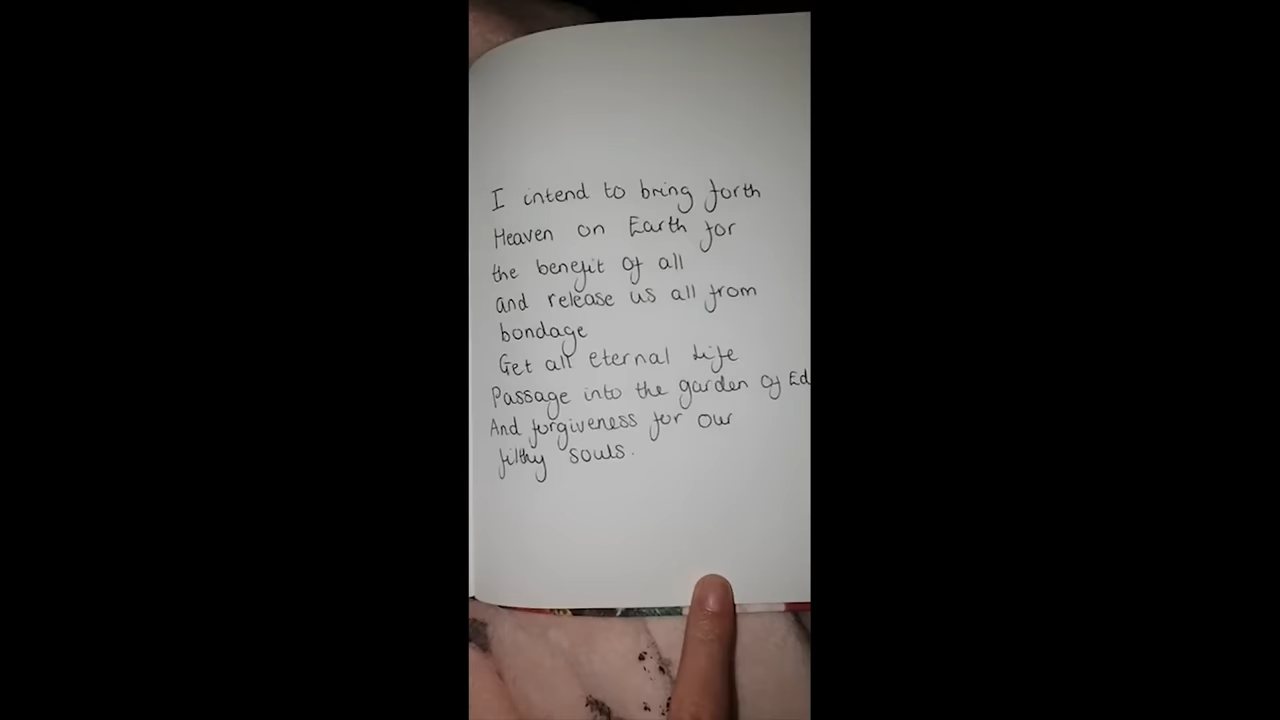 I intend to bring forth
Heaven on Earth for
the benefit of all
and release us all from
bondage
Get all eternal life
Passage into the garden of Ed
And forgiveness for our
filthy souls.